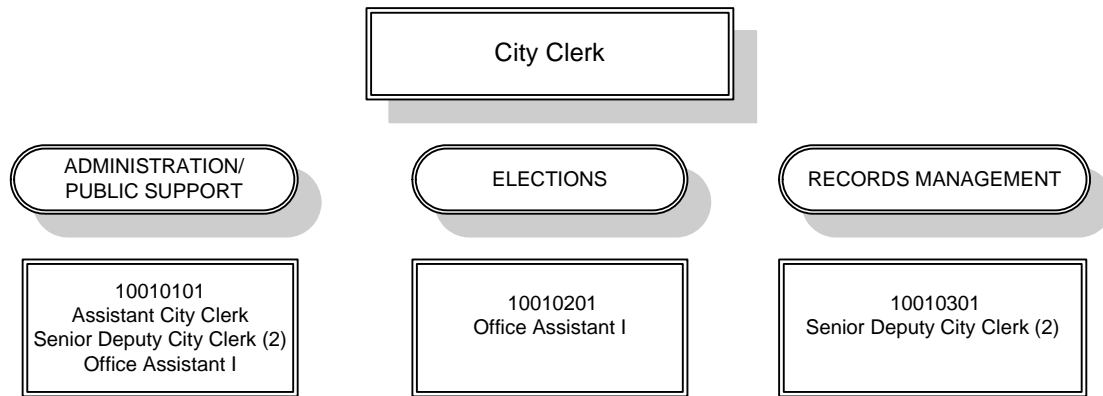 City Clerk
ADMINISTRATION/
PUBLIC SUPPORT
ELECTIONS
RECORDS MANAGEMENT
10010101
Assistant City Clerk
Senior Deputy City Clerk (2)
Office Assistant I
10010201
Office Assistant I
10010301
Senior Deputy City Clerk (2)